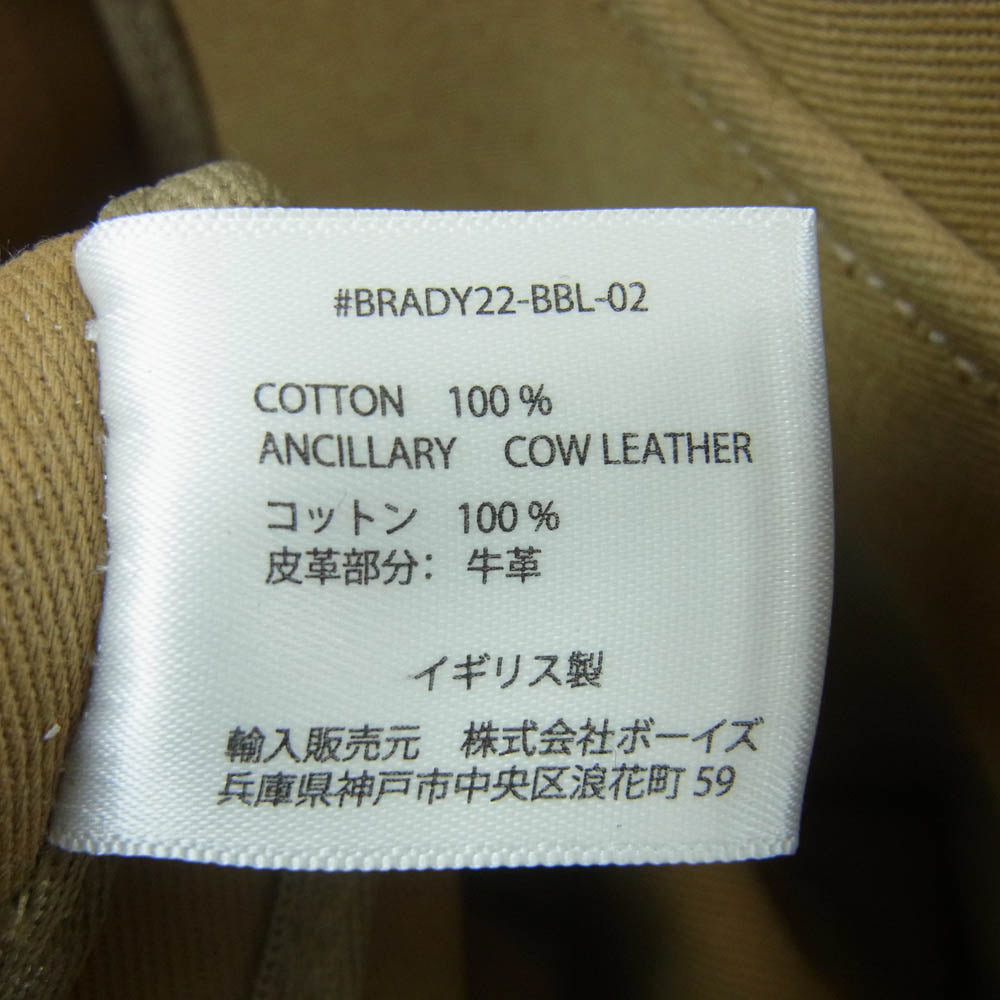 #BRADY22-BBL-02
COTTON 100 %
ANCILLARY COW LEATHER
コットン 100 %
皮革部分： 牛革
イギリス製
輸入販売元 株式会社ボーイズ
兵庫県神戸市中央区浪花町 59